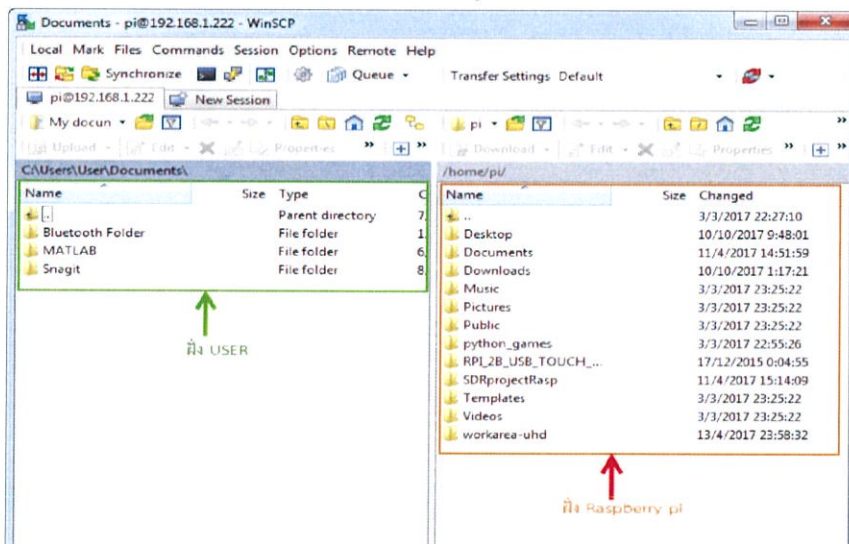 Documents - pi@192.168.1.222 - WinSCP
Local Mark Files Commands Session Options Remote Help
Synchronize Queue Transfer Settings Default
pi@192.168.1.222 New Session
My docun pi
Upload Edit Properties » Download Edit Properties »
C:\Users\User\Documents\ /home/pi/
Name Size Type C
.. Parent directory 7,
Bluetooth Folder File folder 1,
MATLAB File folder 6,
Snagit File folder 8,
ฝั่ง USER
Name Size Changed
.. 3/3/2017 22:27:10
Desktop 10/10/2017 9:48:01
Documents 11/4/2017 14:51:59
Downloads 10/10/2017 1:17:21
Music 3/3/2017 23:25:22
Pictures 3/3/2017 23:25:22
Public 3/3/2017 23:25:22
python_games 3/3/2017 22:55:26
RPI_2B_USB_TOUCH_... 17/12/2015 0:04:55
SDRprojectRasp 11/4/2017 15:14:09
Templates 3/3/2017 23:25:22
Videos 3/3/2017 23:25:22
workarea-uhd 13/4/2017 23:58:32
ฝั่ง Raspberry pi